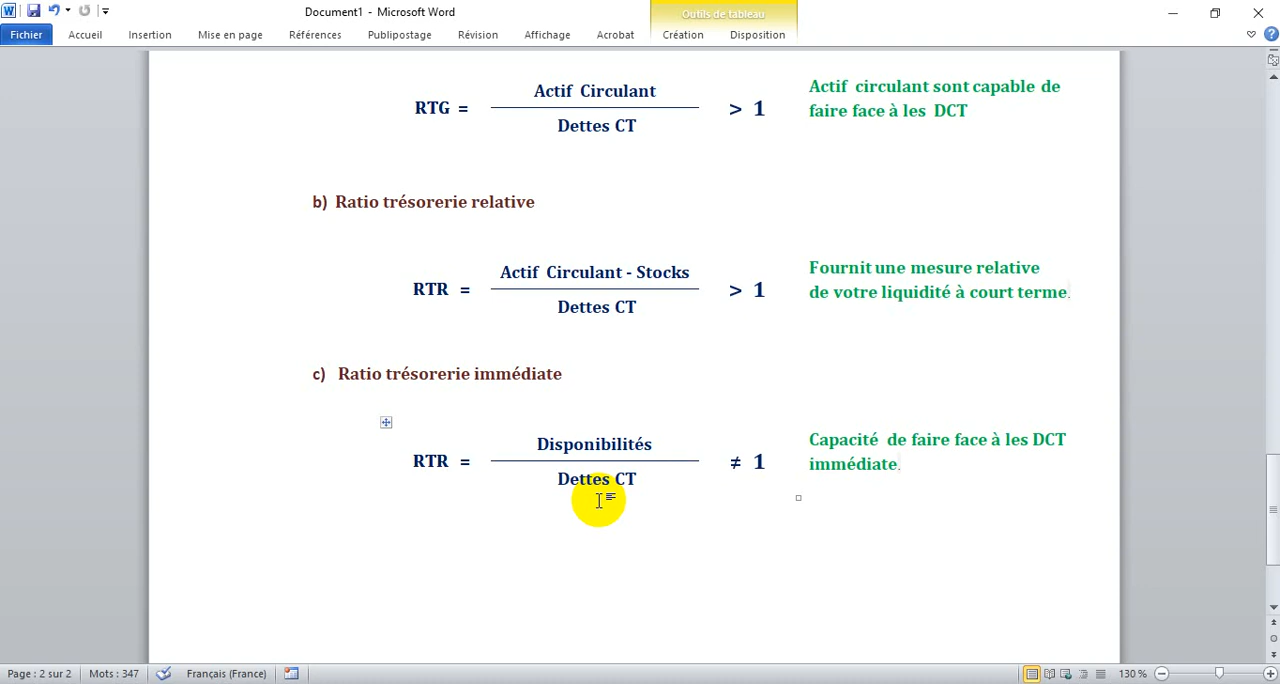 Document1 - Microsoft Word
Outils de tableau
Fichier Accueil Insertion Mise en page Références Publipostage Révision Affichage Acrobat Création Disposition
Actif Circulant
RTG =
Dettes CT
> 1
Actif circulant sont capable de
faire face à les DCT
b) Ratio trésorerie relative
Actif Circulant - Stocks
RTR =
Dettes CT
> 1
Fournit une mesure relative
de votre liquidité à court terme.
c) Ratio trésorerie immédiate
Disponibilités
RTR =
Dettes CT
≠ 1
Capacité de faire face à les DCT
immédiate.
Page : 2 sur 2 Mots : 347 Français (France) 130 %